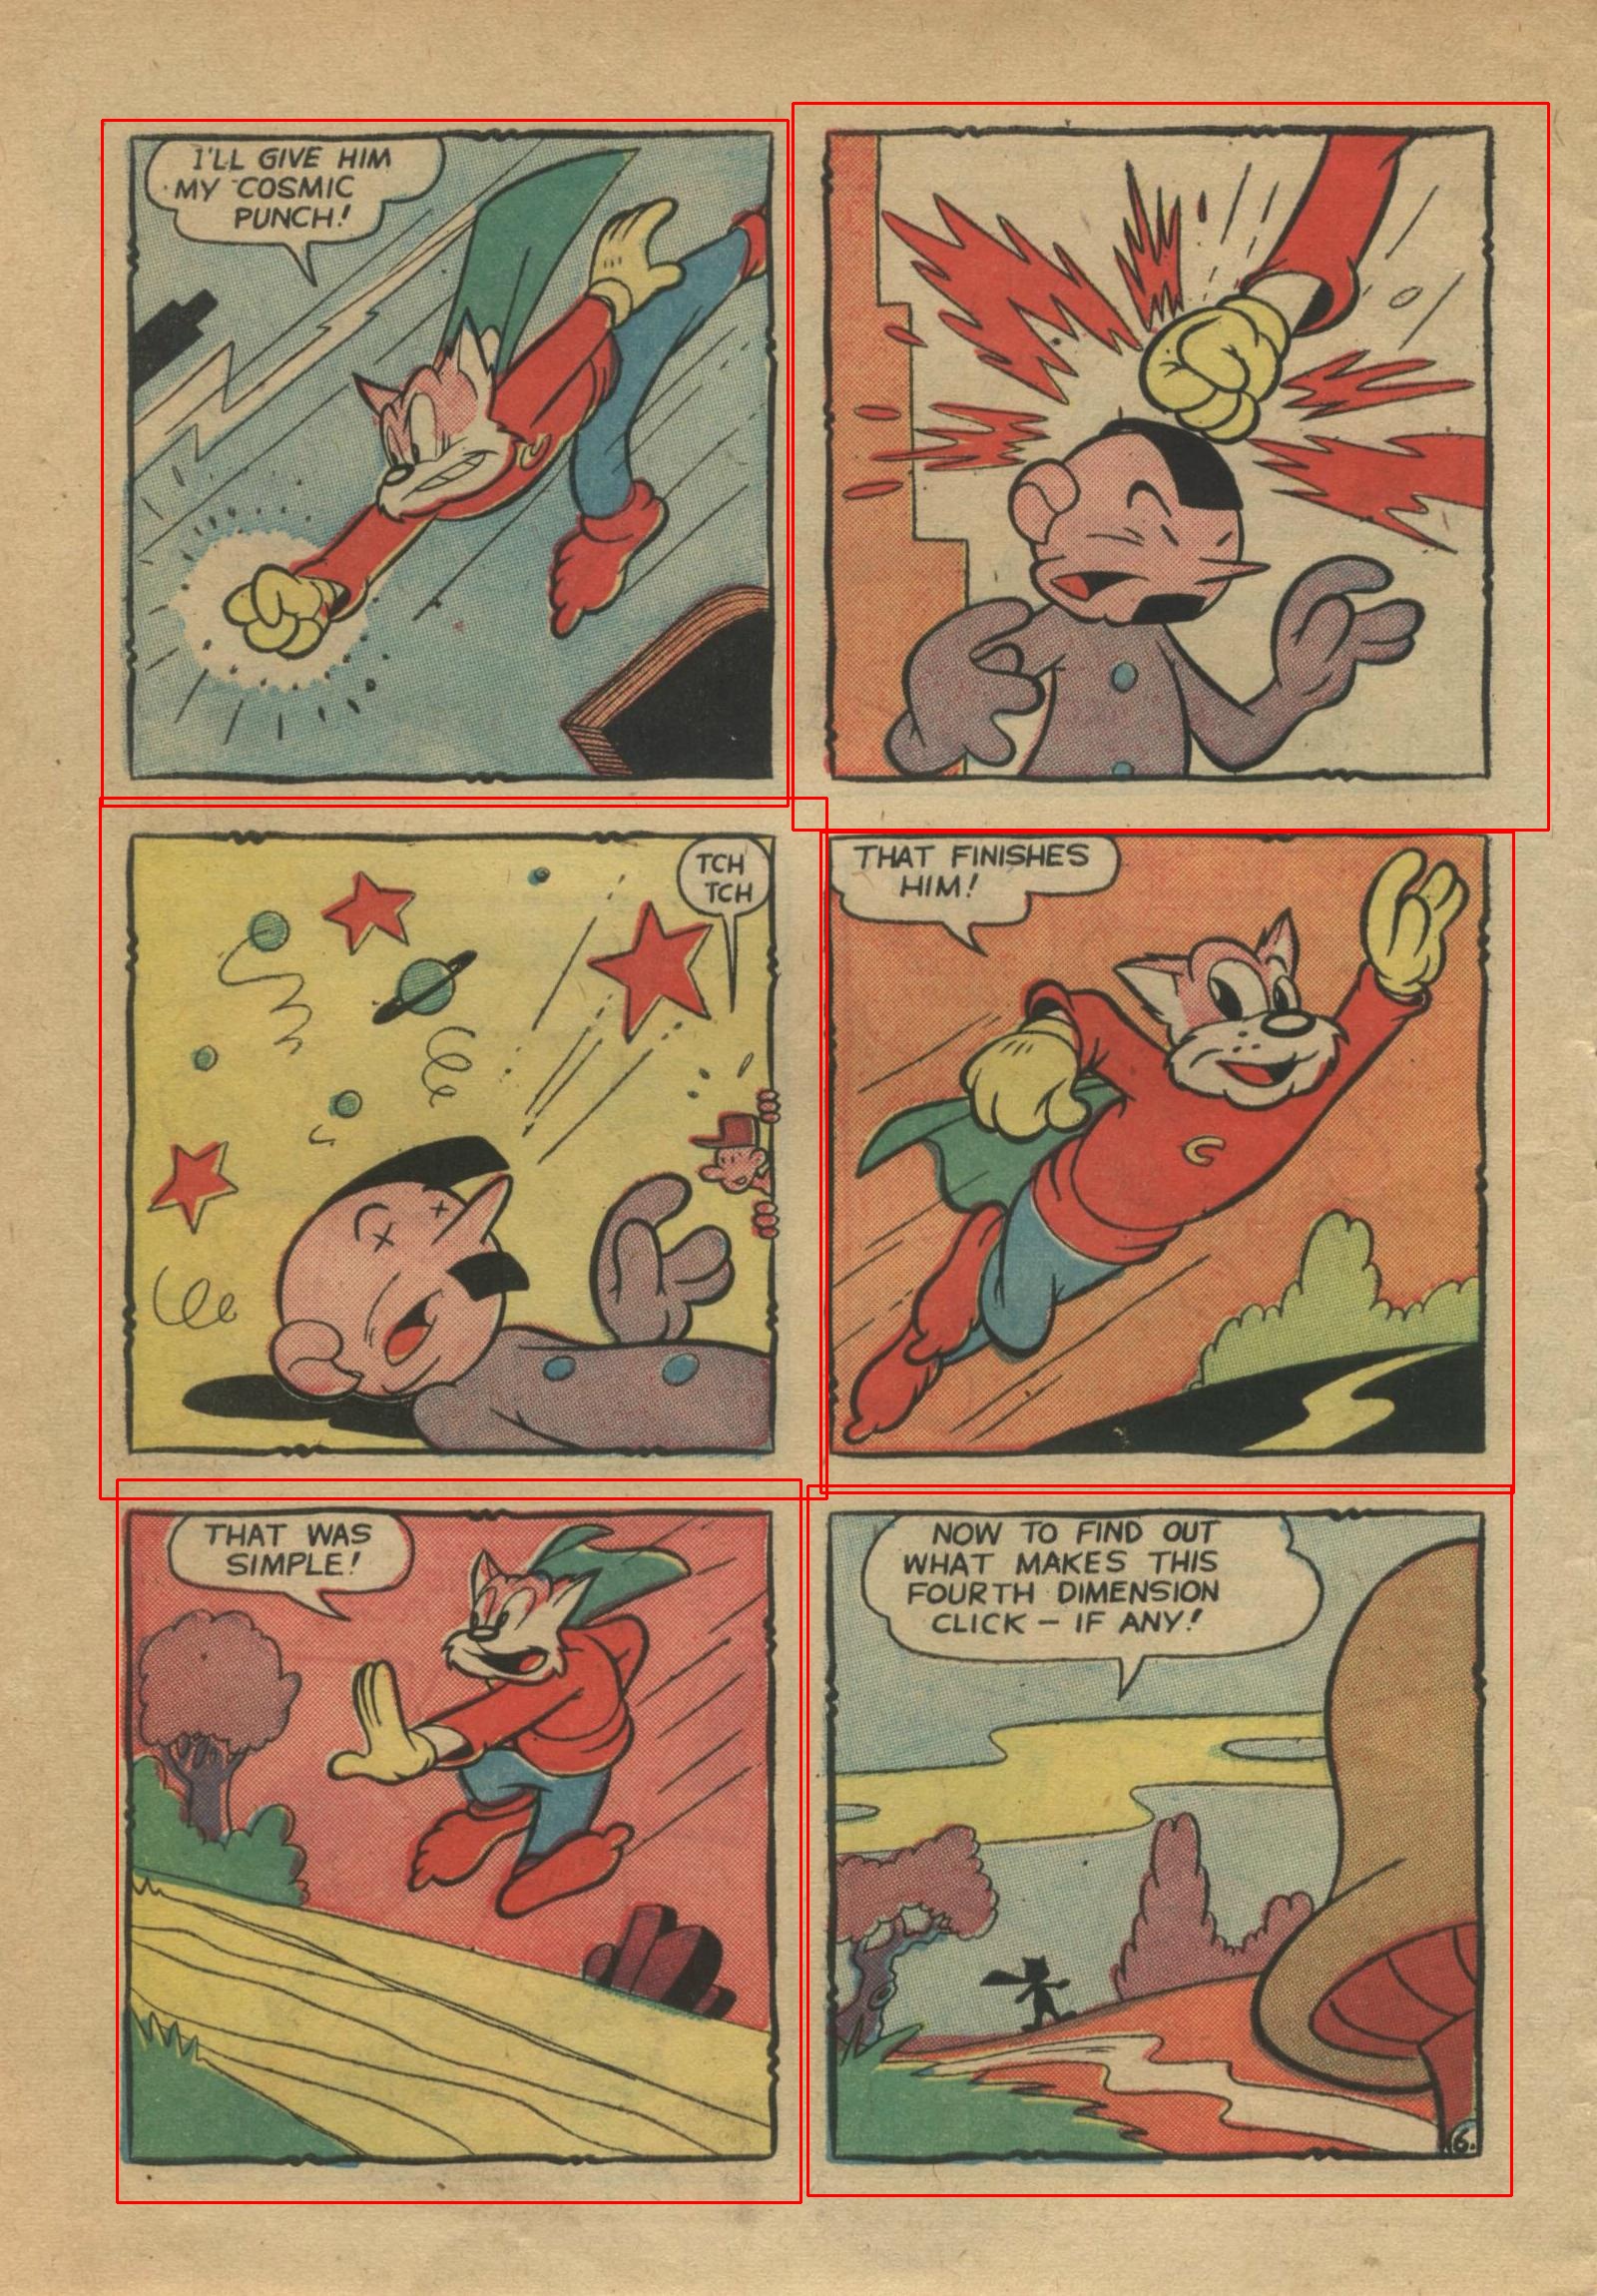 I'LL GIVE HIM
MY COSMIC
PUNCH!
TCH
TCH
THAT FINISHES
HIM!
THAT WAS
SIMPLE!
NOW TO FIND OUT
WHAT MAKES THIS
FOURTH DIMENSION
CLICK — IF ANY!
6.